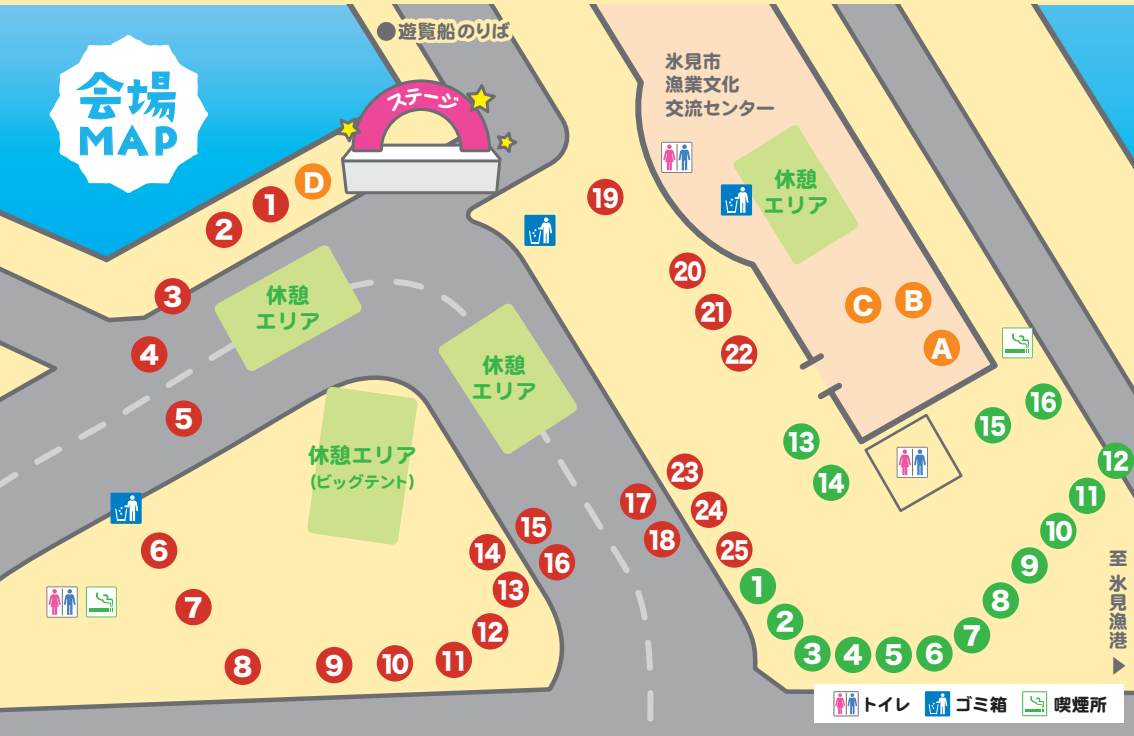 会場
MAP
●遊覧船のりば
ステージ
氷見市
漁業文化
交流センター
休憩
エリア
D
1
2
3
4
5
19
20
21
22
C
B
A
休憩
エリア
休憩
エリア
休憩エリア
(ビッグテント)
6
7
8
9
10
11
12
13
14
15
16
17
18
23
24
25
1
2
3
4
5
6
7
8
9
10
11
12
13
14
15
16
至
氷見漁港
▶
トイレ
ゴミ箱
喫煙所